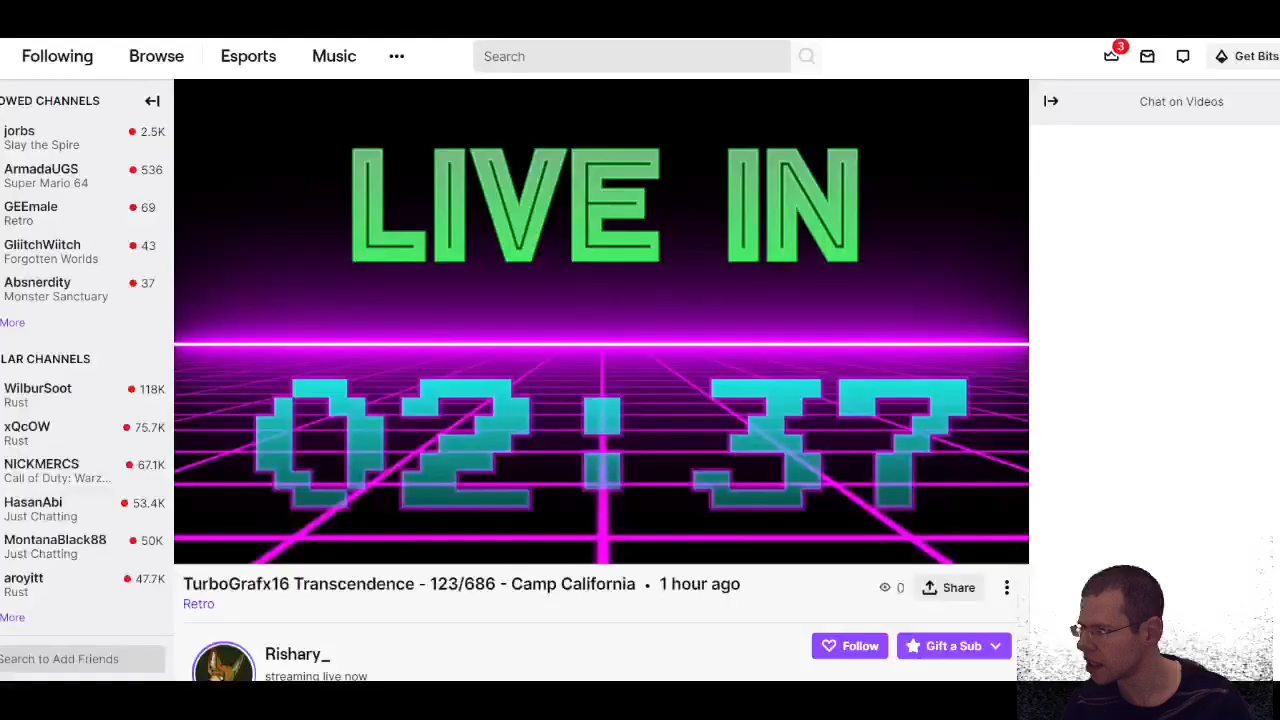 Following Browse Esports Music ••• Search 3 Get Bits
OWED CHANNELS
Chat on Videos
jorbs 2.5K
Slay the Spire
ArmadaUGS 536
Super Mario 64
GEEmale 69
Retro
GliitchWiitch 43
Forgotten Worlds
Absnerdity 37
Monster Sanctuary
More
LAR CHANNELS
WilburSoot 118K
Rust
xQcOW 75.7K
Rust
NICKMERCS 67.1K
Call of Duty: Warz...
HasanAbi 53.4K
Just Chatting
MontanaBlack88 50K
Just Chatting
aroyitt 47.7K
Rust
More
Search to Add Friends
LIVE IN
02:37
TurboGrafx16 Transcendence - 123/686 - Camp California • 1 hour ago
Retro
0 Share
Rishary_
streaming live now
Follow Gift a Sub